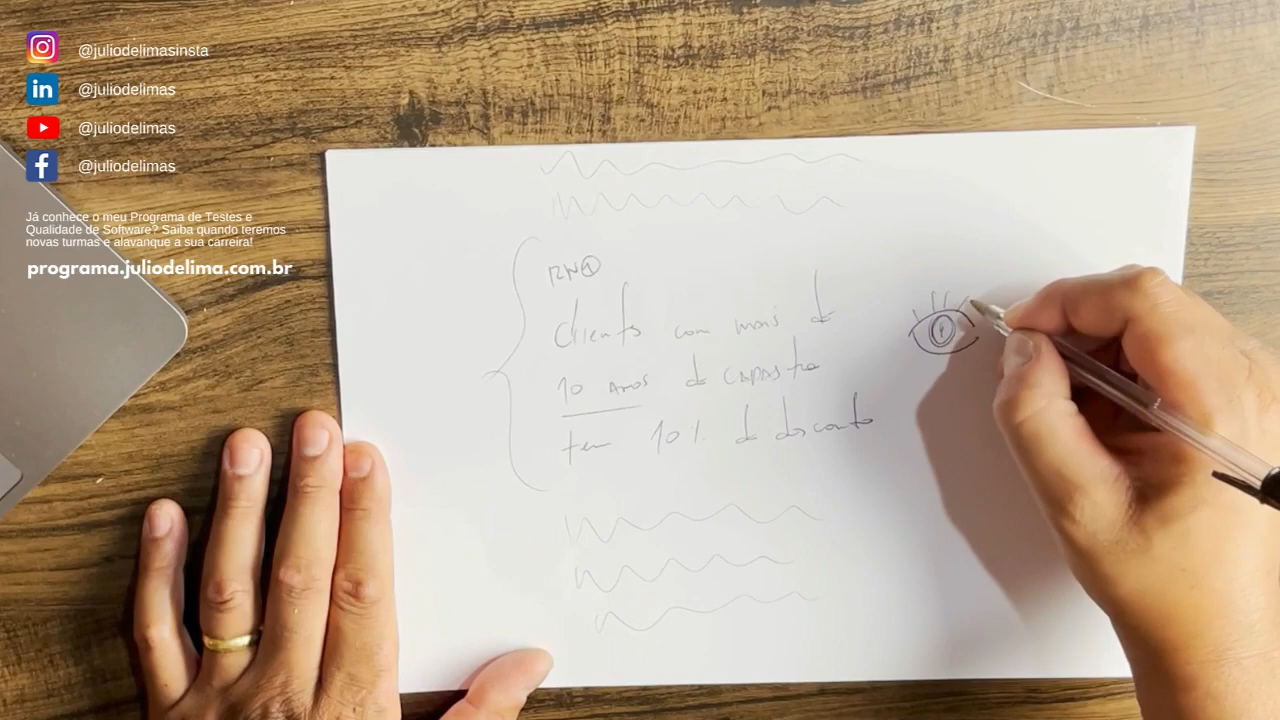 @juliodelimasinsta
@juliodelimas
@juliodelimas
@juliodelimas
Já conhece o meu Programa de Testes e
Qualidade de Software? Saiba quando teremos
novas turmas e alavanque a sua carreira!
programa.juliodelima.com.br
RN1
Clientes com mais de
10 anos de cadastro
tem 10% de desconto